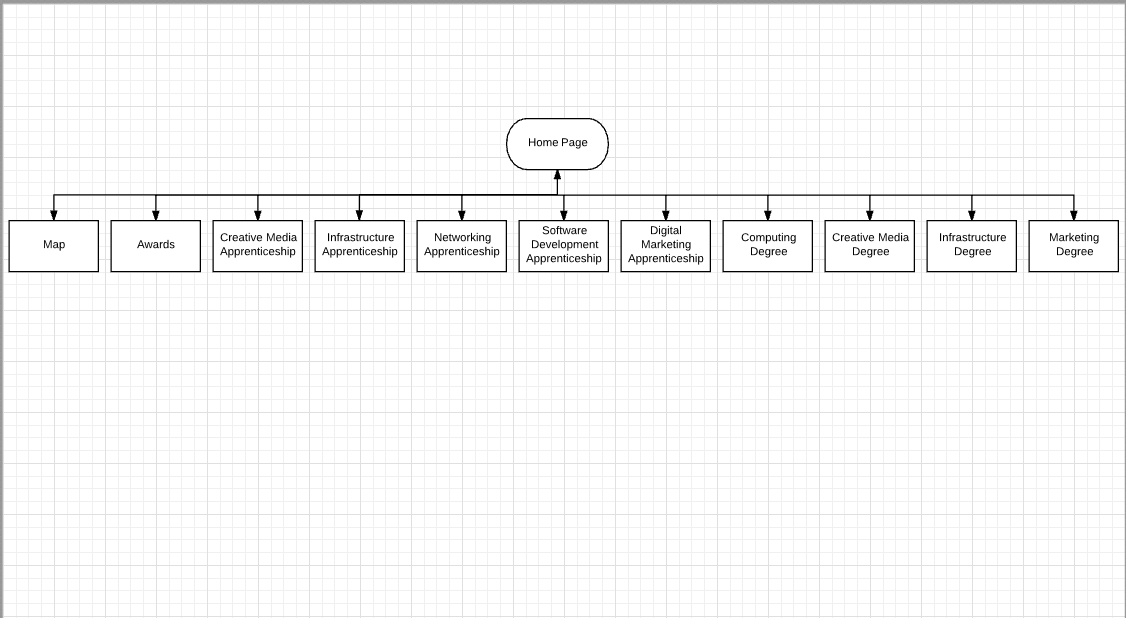 Home Page
Map
Awards
Creative Media
Apprenticeship
Infrastructure
Apprenticeship
Networking
Apprenticeship
Software
Development
Apprenticeship
Digital
Marketing
Apprenticeship
Computing
Degree
Creative Media
Degree
Infrastructure
Degree
Marketing
Degree